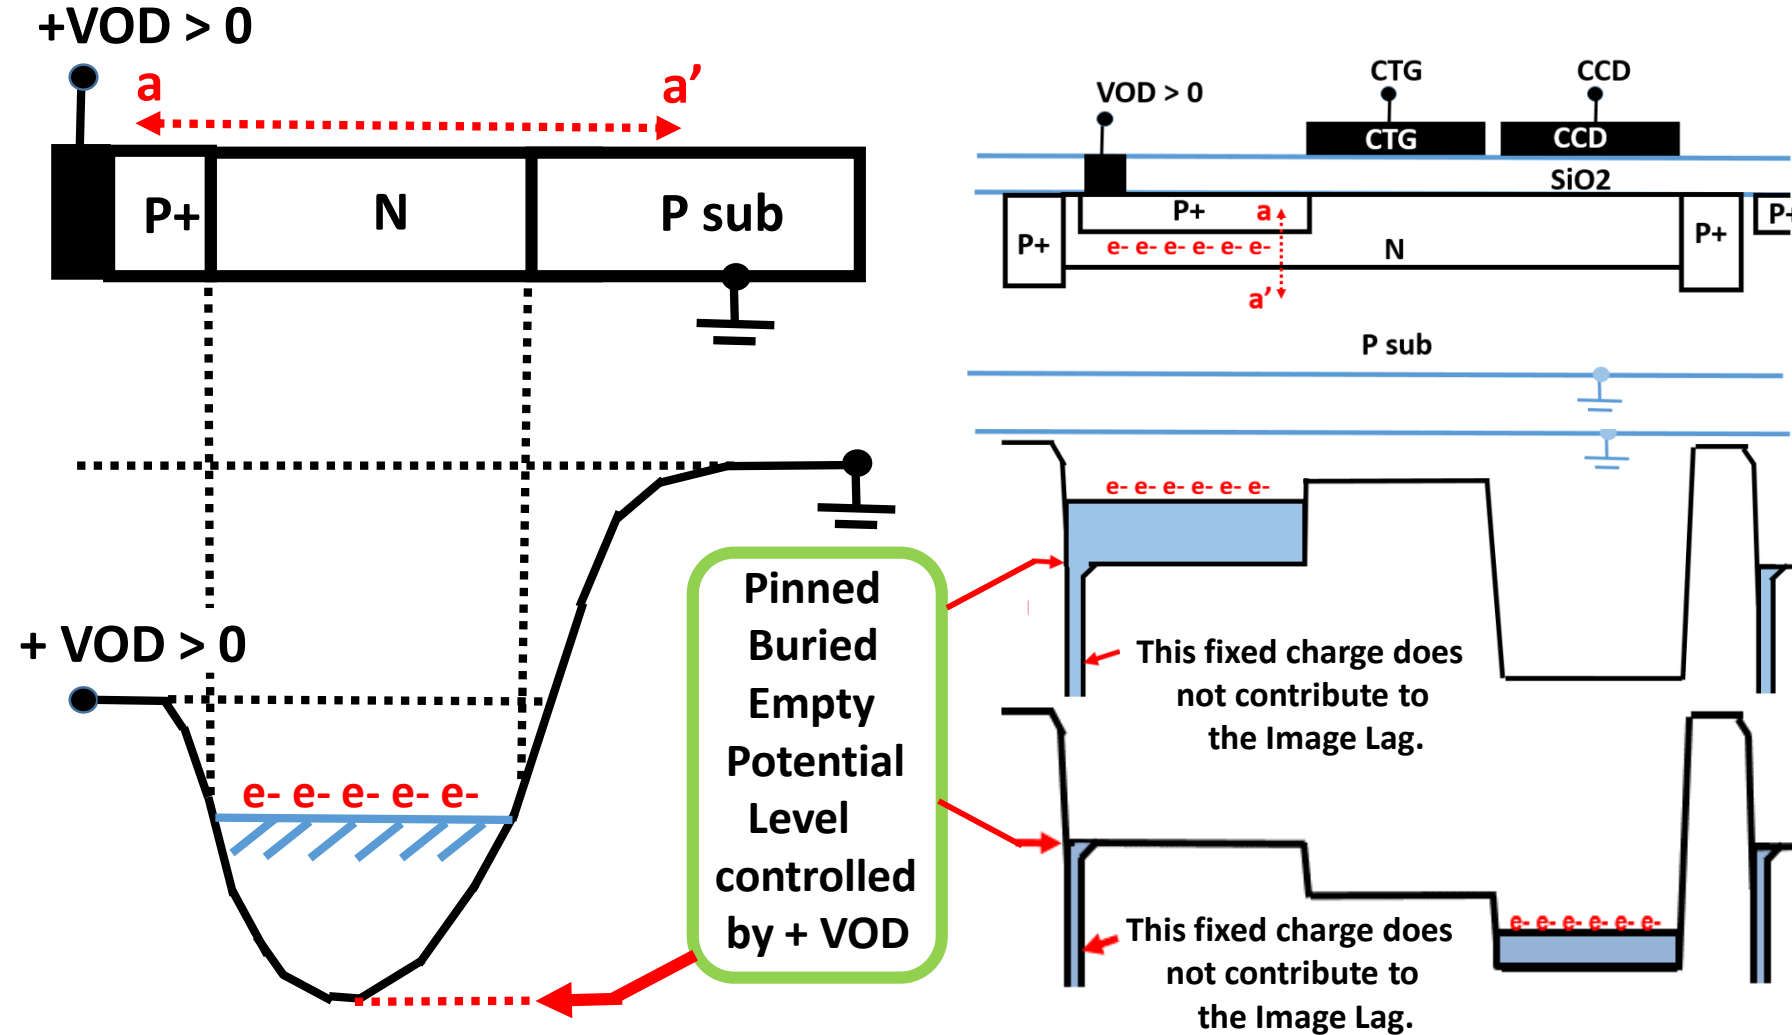 +VOD > 0
a
a’
P+
N
P sub
+ VOD > 0
e- e- e- e- e-
Pinned
Buried
Empty
Potential
Level
controlled
by + VOD
VOD > 0
CTG
CCD
CTG
CCD
SiO2
P+
a
P+
e- e- e- e- e- e-
N
P+
P+
a’
P sub
e- e- e- e- e- e-
This fixed charge does
not contribute to
the Image Lag.
e- e- e- e- e- e-
This fixed charge does
not contribute to
the Image Lag.